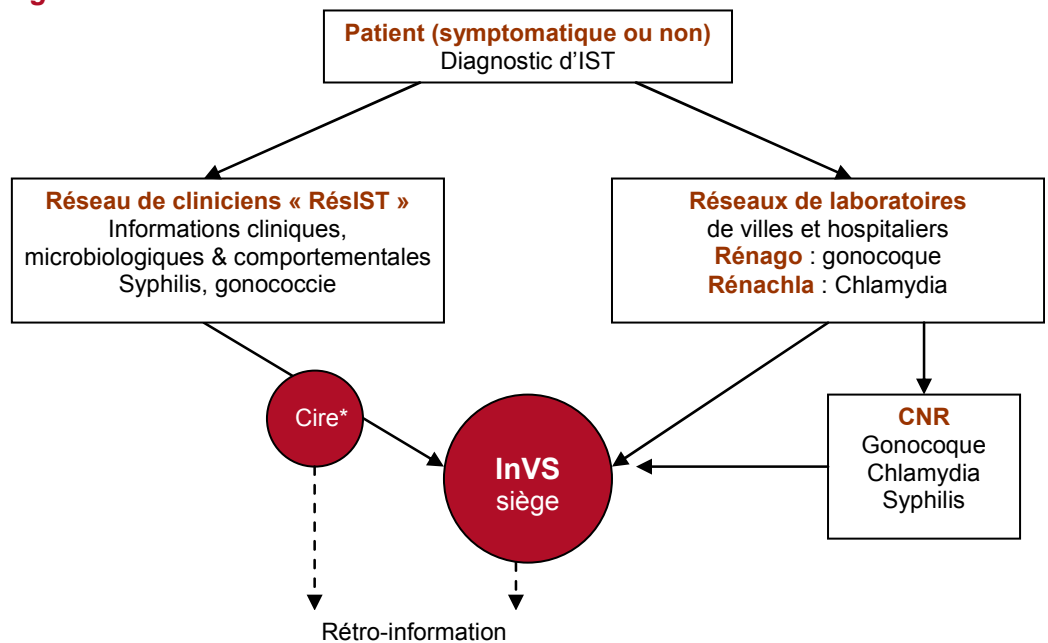 Patient (symptomatique ou non)
Diagnostic d’IST
Réseau de cliniciens « RésIST »
Informations cliniques,
microbiologiques & comportementales
Syphilis, gonococcie
Réseaux de laboratoires
de villes et hospitaliers
Rénago : gonocoque
Rénachla : Chlamydia
Cire*
InVS
siège
CNR
Gonocoque
Chlamydia
Syphilis
Rétro-information